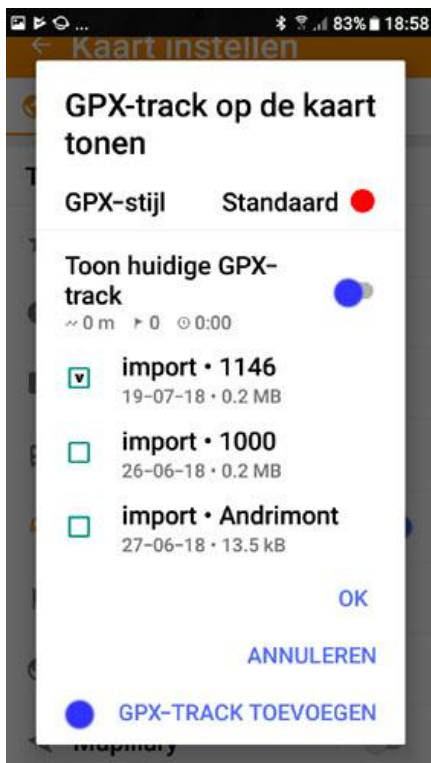 ... 83% 18:58
Kaart instellen
GPX-track op de kaart
tonen
GPX-stijl Standaard
Toon huidige GPX-
track
0 m 0 0:00
v import • 1146
19-07-18 • 0.2 MB
import • 1000
26-06-18 • 0.2 MB
import • Andrimont
27-06-18 • 13.5 kB
OK
ANNULEREN
GPX-TRACK TOEVOEGEN
Mapillary